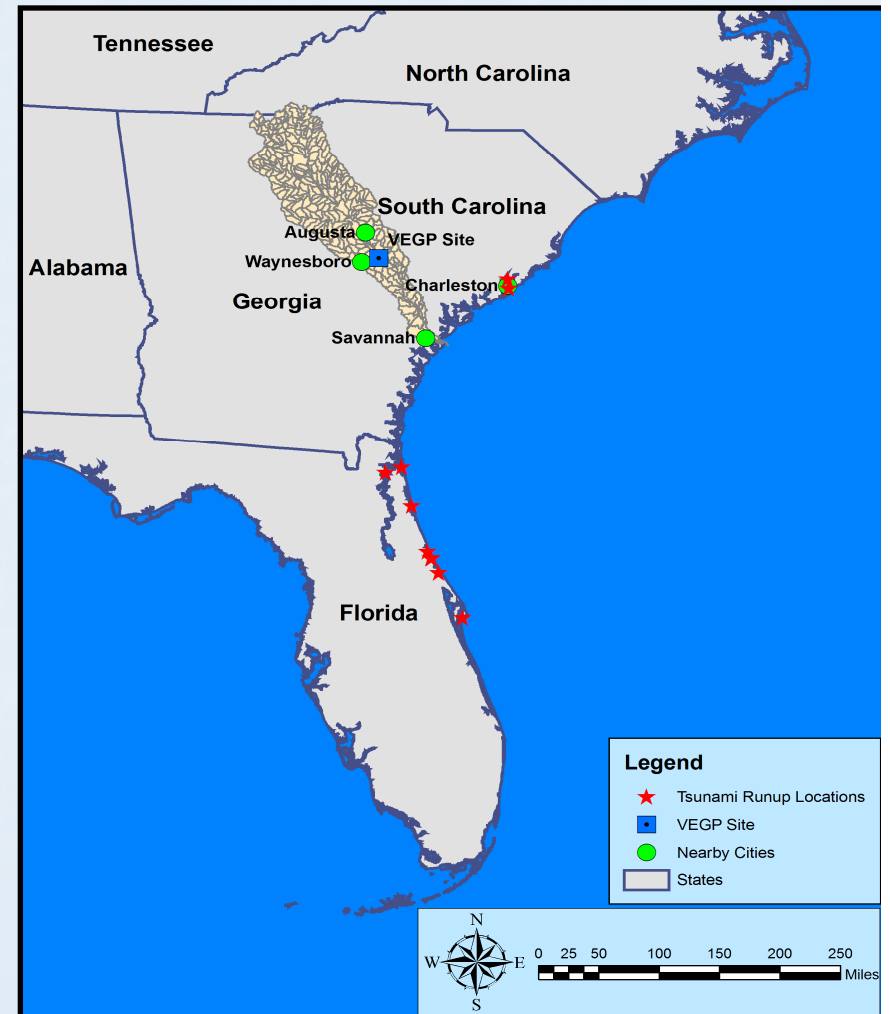 Tennessee
North Carolina
South Carolina
Augusta
VEGP Site
Waynesboro
Alabama
Charleston
Georgia
Savannah
Florida
Legend
Tsunami Runup Locations
VEGP Site
Nearby Cities
States
N
W E
S
0 25 50 100 150 200 250
Miles